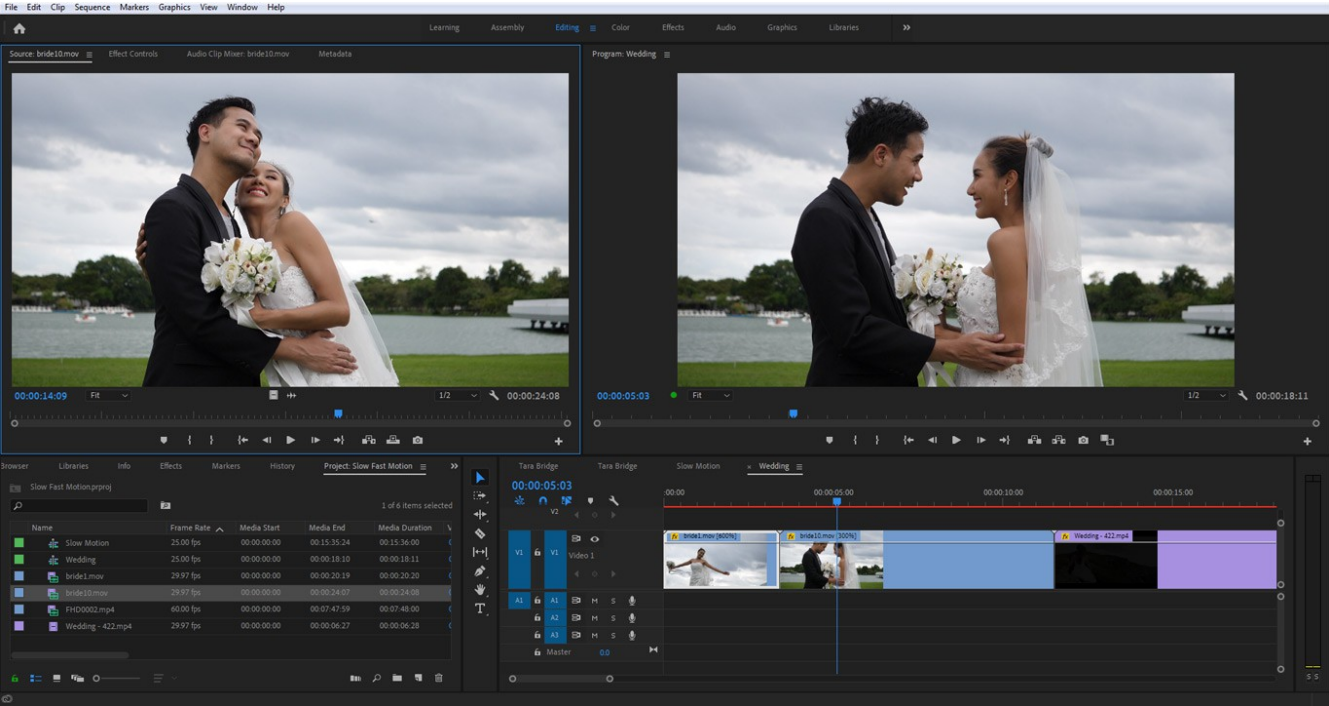 File Edit Clip Sequence Markers Graphics View Window Help
Learning Assembly Editing Color Effects Audio Graphics Libraries
Source: bride10.mov Effect Controls Audio Clip Mixer: bride10.mov Metadata
Program: Wedding
00:00:14:09 Fit 1/2 00:00:24:08
00:00:05:03 Fit 1/2 00:00:18:11
Browser Libraries Info Effects Markers History Project: Slow Fast Motion
Slow Fast Motion.prproj
1 of 6 items selected
Name Frame Rate Media Start Media End Media Duration V
Slow Motion 25.00 fps 00:00:00:00 00:15:35:24 00:15:36:00
Wedding 25.00 fps 00:00:00:00 00:00:18:10 00:00:18:11
bride1.mov 29.97 fps 00:00:00:00 00:00:20:19 00:00:20:20
bride10.mov 29.97 fps 00:00:00:00 00:00:24:07 00:00:24:08
FHD0002.mp4 60.00 fps 00:00:00:00 00:07:47:59 00:07:48:00
Wedding - 422.mp4 29.97 fps 00:00:00:00 00:00:06:27 00:00:06:28
Tara Bridge Tara Bridge Slow Motion × Wedding
00:00:05:03
:00:00 00:00:05:00 00:00:10:00 00:00:15:00
V2
V1 V1 Video 1
bride1.mov [600%] bride10.mov [300%] Wedding - 422.mp4
A1 A1 M S
A2 M S
A3 M S
Master 0.0
T
S S